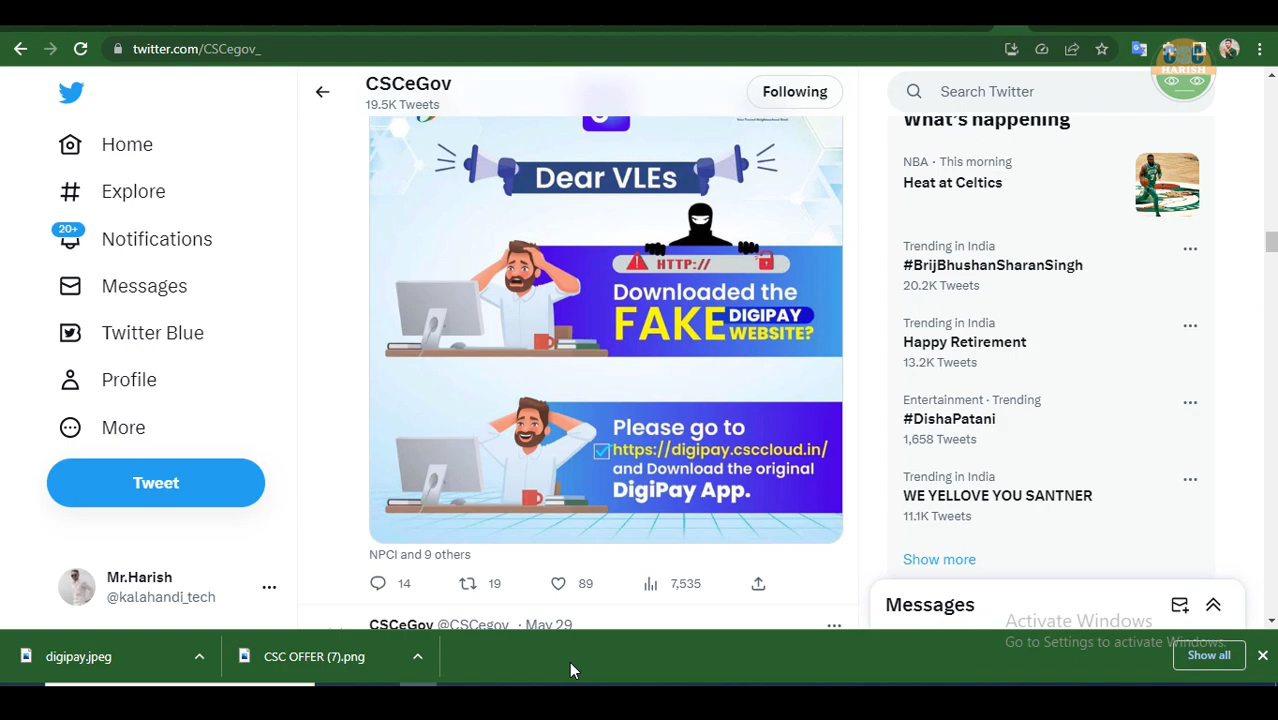 twitter.com/CSCegov_
CSC
HARISH
CSCeGov
19.5K Tweets
Following
Search Twitter
Home
Explore
20+
Notifications
Messages
Twitter Blue
Profile
More
Tweet
Mr.Harish
@kalahandi_tech
Dear VLEs
HTTP://
Downloaded the
FAKE DIGIPAY
WEBSITE?
Please go to
https://digipay.csccloud.in/
and Download the original
DigiPay App.
NPCI and 9 others
14
19
89
7,535
CSCeGov @CSCegov_ · May 29
What's happening
NBA · This morning
Heat at Celtics
Trending in India
#BrijBhushanSharanSingh
20.2K Tweets
Trending in India
Happy Retirement
13.2K Tweets
Entertainment · Trending
#DishaPatani
1,658 Tweets
Trending in India
WE YELLOVE YOU SANTNER
11.1K Tweets
Show more
Messages
Activate Windows
Go to Settings to activate Windows.
digipay.jpeg
CSC OFFER (7).png
Show all